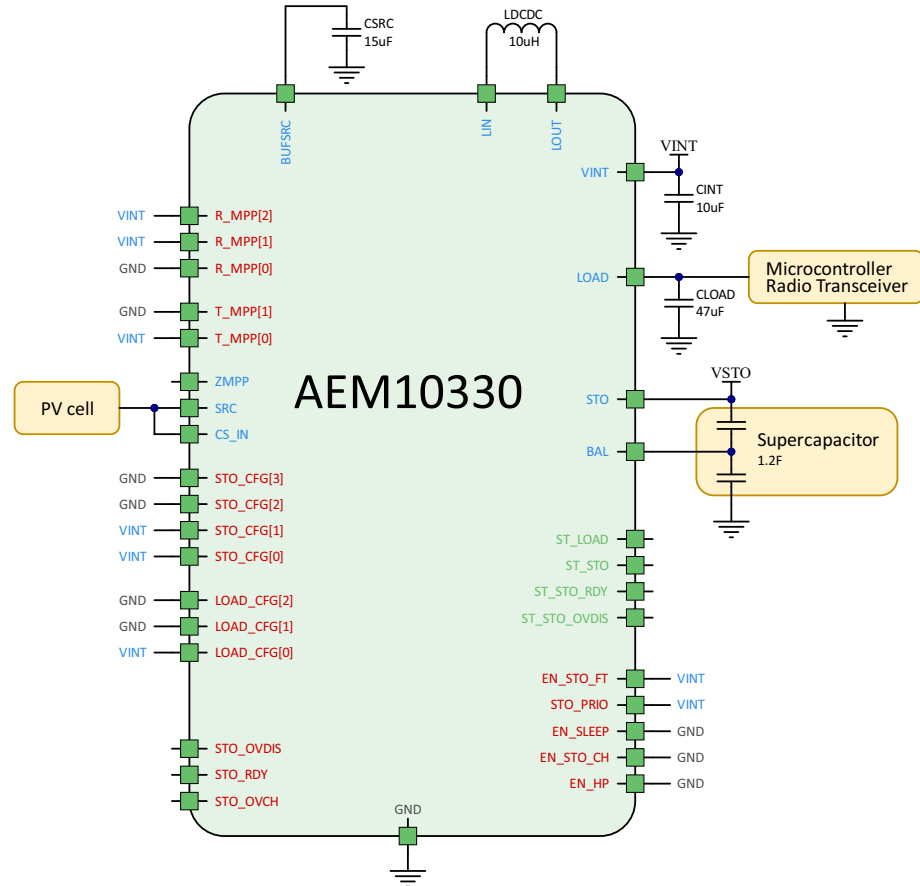 CSRC
15uF
LDCDC
10uH
BUFSRC
LIN
LOUT
VINT
VINT
CINT
10uF
VINT R_MPP[2]
VINT R_MPP[1]
GND R_MPP[0]
LOAD
CLOAD
47uF
Microcontroller
Radio Transceiver
GND T_MPP[1]
VINT T_MPP[0]
AEM10330
ZMPP
PV cell
SRC
CS_IN
VSTO
STO
BAL
Supercapacitor
1.2F
GND STO_CFG[3]
GND STO_CFG[2]
VINT STO_CFG[1]
VINT STO_CFG[0]
ST_LOAD
ST_STO
ST_STO_RDY
ST_STO_OVDIS
GND LOAD_CFG[2]
GND LOAD_CFG[1]
VINT LOAD_CFG[0]
EN_STO_FT VINT
STO_PRIO VINT
EN_SLEEP GND
EN_STO_CH GND
EN_HP GND
STO_OVDIS
STO_RDY
STO_OVCH
GND